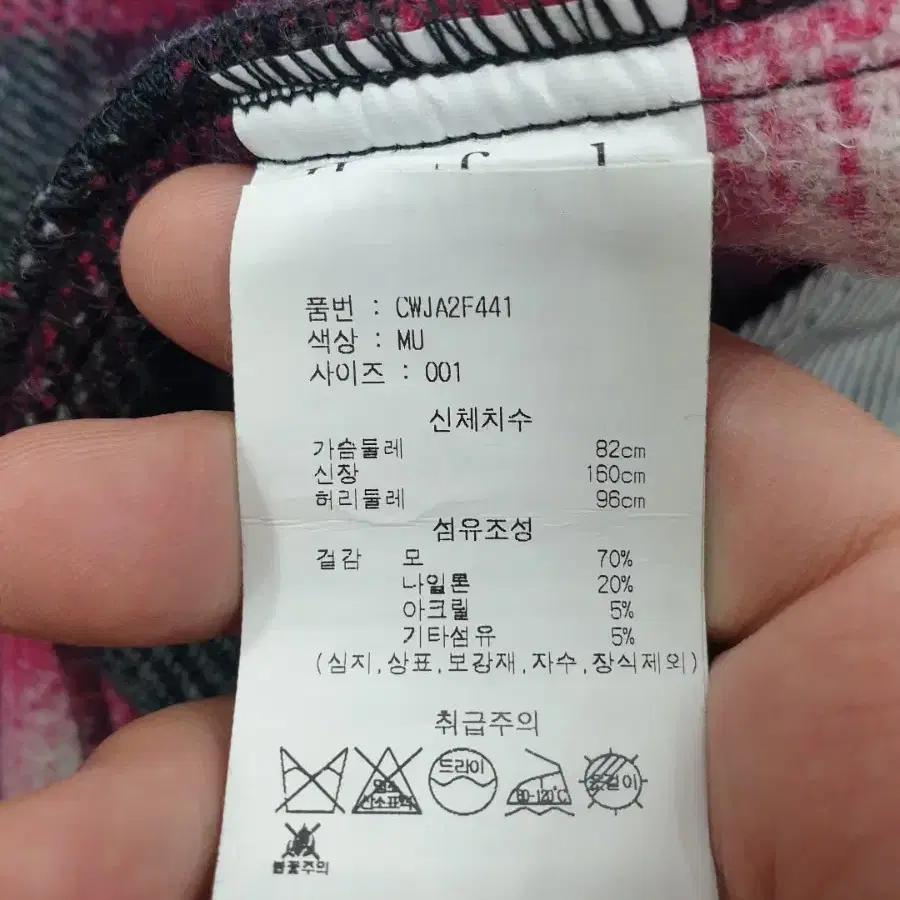 품번 : CWJA2F441
색상 : MU
사이즈 : 001
신체치수
가슴둘레 82cm
신장 160cm
허리둘레 96cm
섬유조성
겉감 모 70%
나일론 20%
아크릴 5%
기타섬유 5%
(심지,상표,보강재,자수,장식제외)
취급주의
드라이
80-120℃
옷걸이
불꽃주의